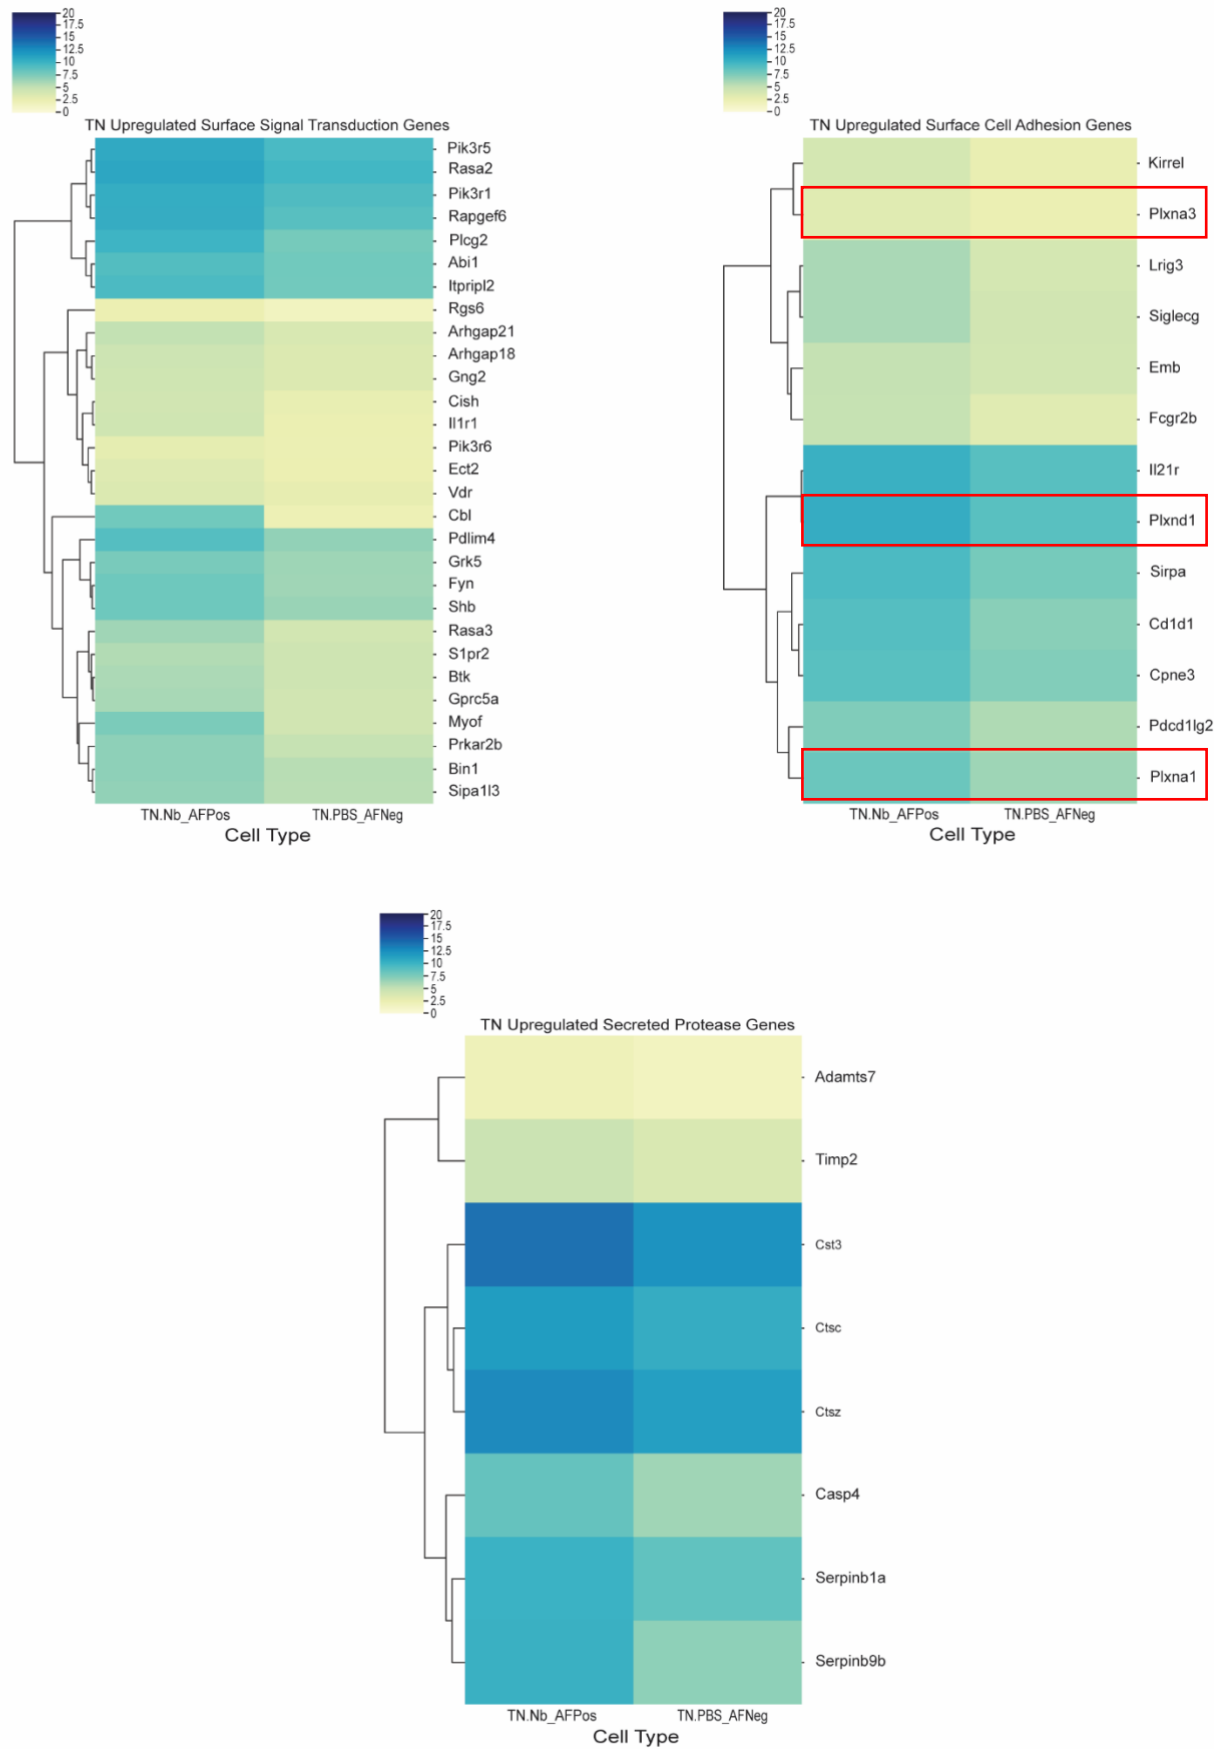 20
17.5
15
12.5
10
7.5
5
2.5
0
TN Upregulated Surface Signal Transduction Genes
Pik3r5
Rasa2
Pik3r1
Rapgef6
Plcg2
Abi1
Itpripl2
Rgs6
Arhgap21
Arhgap18
Gng2
Cish
Il1r1
Pik3r6
Ect2
Vdr
Cbl
Pdlim4
Grk5
Fyn
Shb
Rasa3
S1pr2
Btk
Gprc5a
Myof
Prkar2b
Bin1
Sipa1l3
TN.Nb_AFPos TN.PBS_AFNeg
Cell Type
20
17.5
15
12.5
10
7.5
5
2.5
0
TN Upregulated Surface Cell Adhesion Genes
Kirrel
Plxna3
Lrig3
Siglecg
Emb
Fcgr2b
Il21r
Plxnd1
Sirpa
Cd1d1
Cpne3
Pdcd1lg2
Plxna1
TN.Nb_AFPos TN.PBS_AFNeg
Cell Type
20
17.5
15
12.5
10
7.5
5
2.5
0
TN Upregulated Secreted Protease Genes
Adamts7
Timp2
Cst3
Ctsc
Ctsz
Casp4
Serpinb1a
Serpinb9b
TN.Nb_AFPos TN.PBS_AFNeg
Cell Type